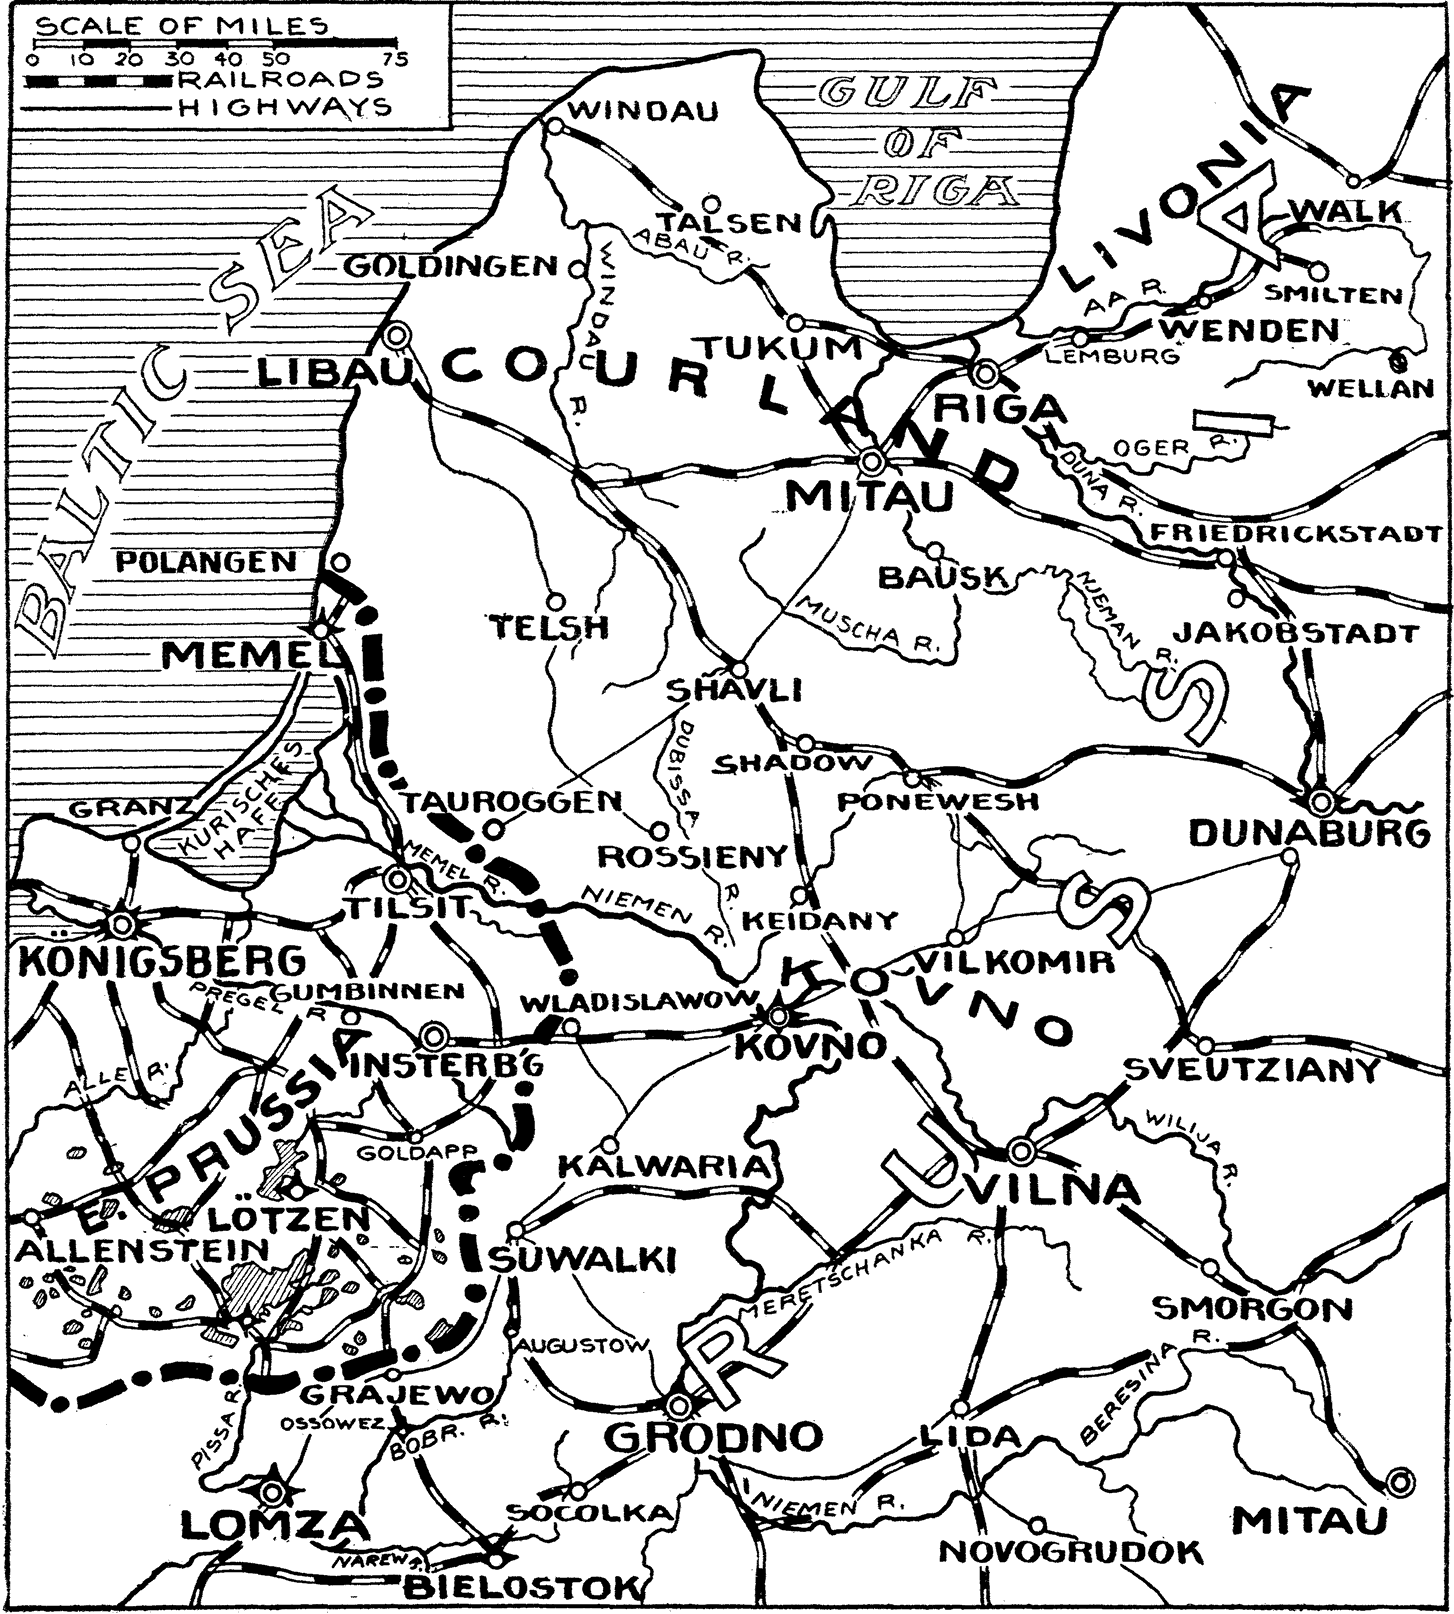 SCALE OF MILES
0 10 20 30 40 50 75
RAILROADS
HIGHWAYS
GULF
OF
RIGA
BALTIC SEA
LIVONIA
WINDAU
TALSEN
ABAU R.
WINDAU R.
GOLDINGEN
WALK
SMILTEN
AA R.
WENDEN
LEMBURG
WELLAN
TUKUM
LIBAU
COURLAND
RIGA
OGER R.
DUNA R.
MITAU
FRIEDRICKSTADT
POLANGEN
BAUSK
NJEMAN R.
MUSCHA R.
TELSH
JAKOBSTADT
MEMEL
SHAVLI
DUBISSA R.
SHADOW
PONEWESH
KURISCHES
HAFE
GRANZ
TAUROGGEN
DUNABURG
ROSSIENY
MEMEL R.
NIEMEN R.
TILSIT
KEIDANY
KÖNIGSBERG
VILKOMIR
KOVNO
PREGEL R.
GUMBINNEN
WLADISLAWOW
KOVNO
INSTERB'G
SVEUTZIANY
ALLE R.
E. PRUSSIA
GOLDAPP
KALWARIA
WILIJA R.
VILNA
LÖTZEN
ALLENSTEIN
SUWALKI
MERETSCHANKA R.
SMORGON
RUSSIA
AUGUSTOW
GRAJEWO
OSSOWEZ
BOBR. R.
PISSA R.
GRODNO
LIDA
BERESINA R.
LOMZA
SOCOLKA
NIEMEN R.
MITAU
NOVOGRUDOK
NAREW R.
BIELOSTOK